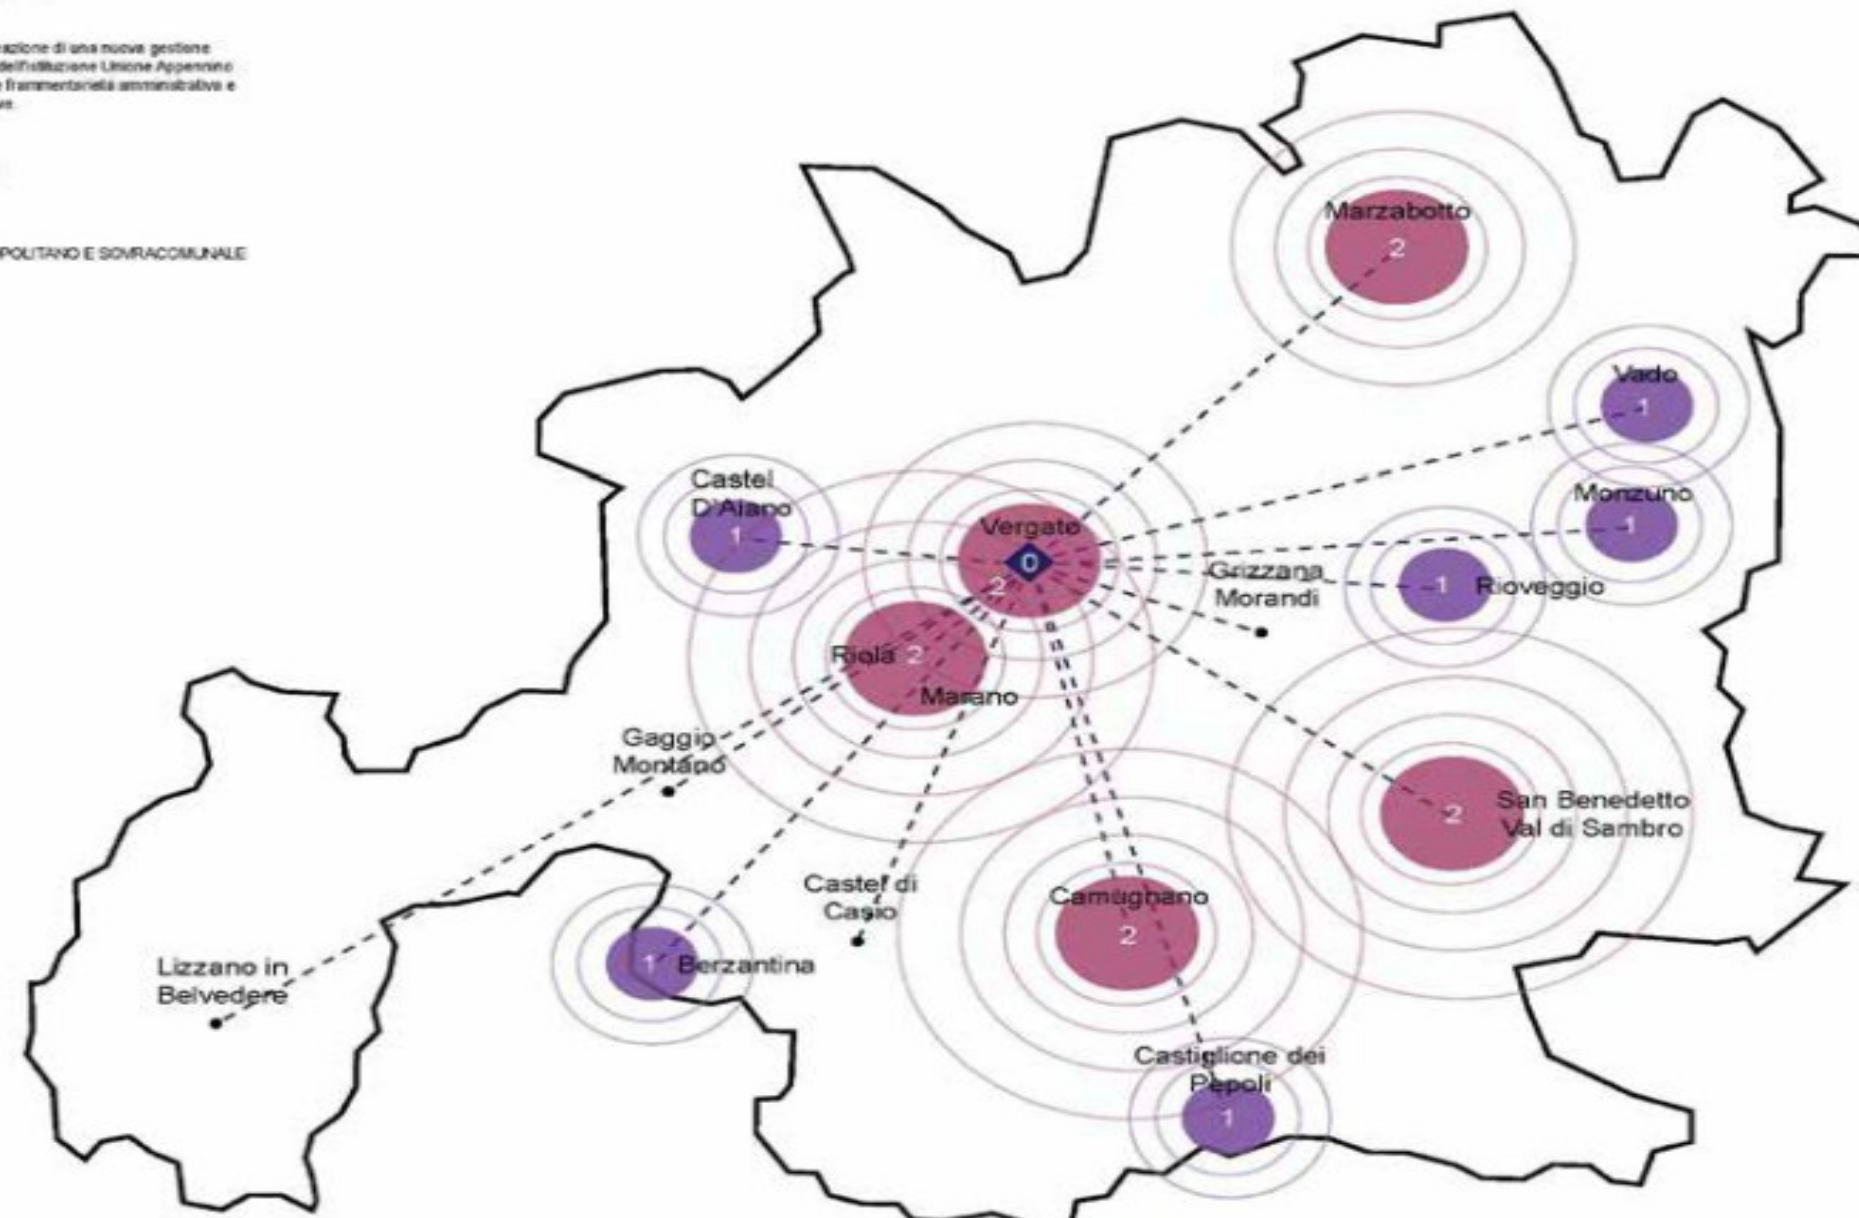 azione di una nuova gestione
dell'istituzione Unione Appennino
e frammentarietà amministrativa e
ve.
POLITANO E SOVRACOMUNALE
Marzabotto
2
Vado
1
Castel
D'Aiano
1
Monzuno
1
Vergato
0
2
Grizzana
Morandi
1
Rioveggio
Riola
2
Marano
Gaggio
Montano
2
San Benedetto
Val di Sambro
Castel di
Casio
Camugnano
2
Lizzano in
Belvedere
1
Berzantina
Castiglione dei
Pepoli
1